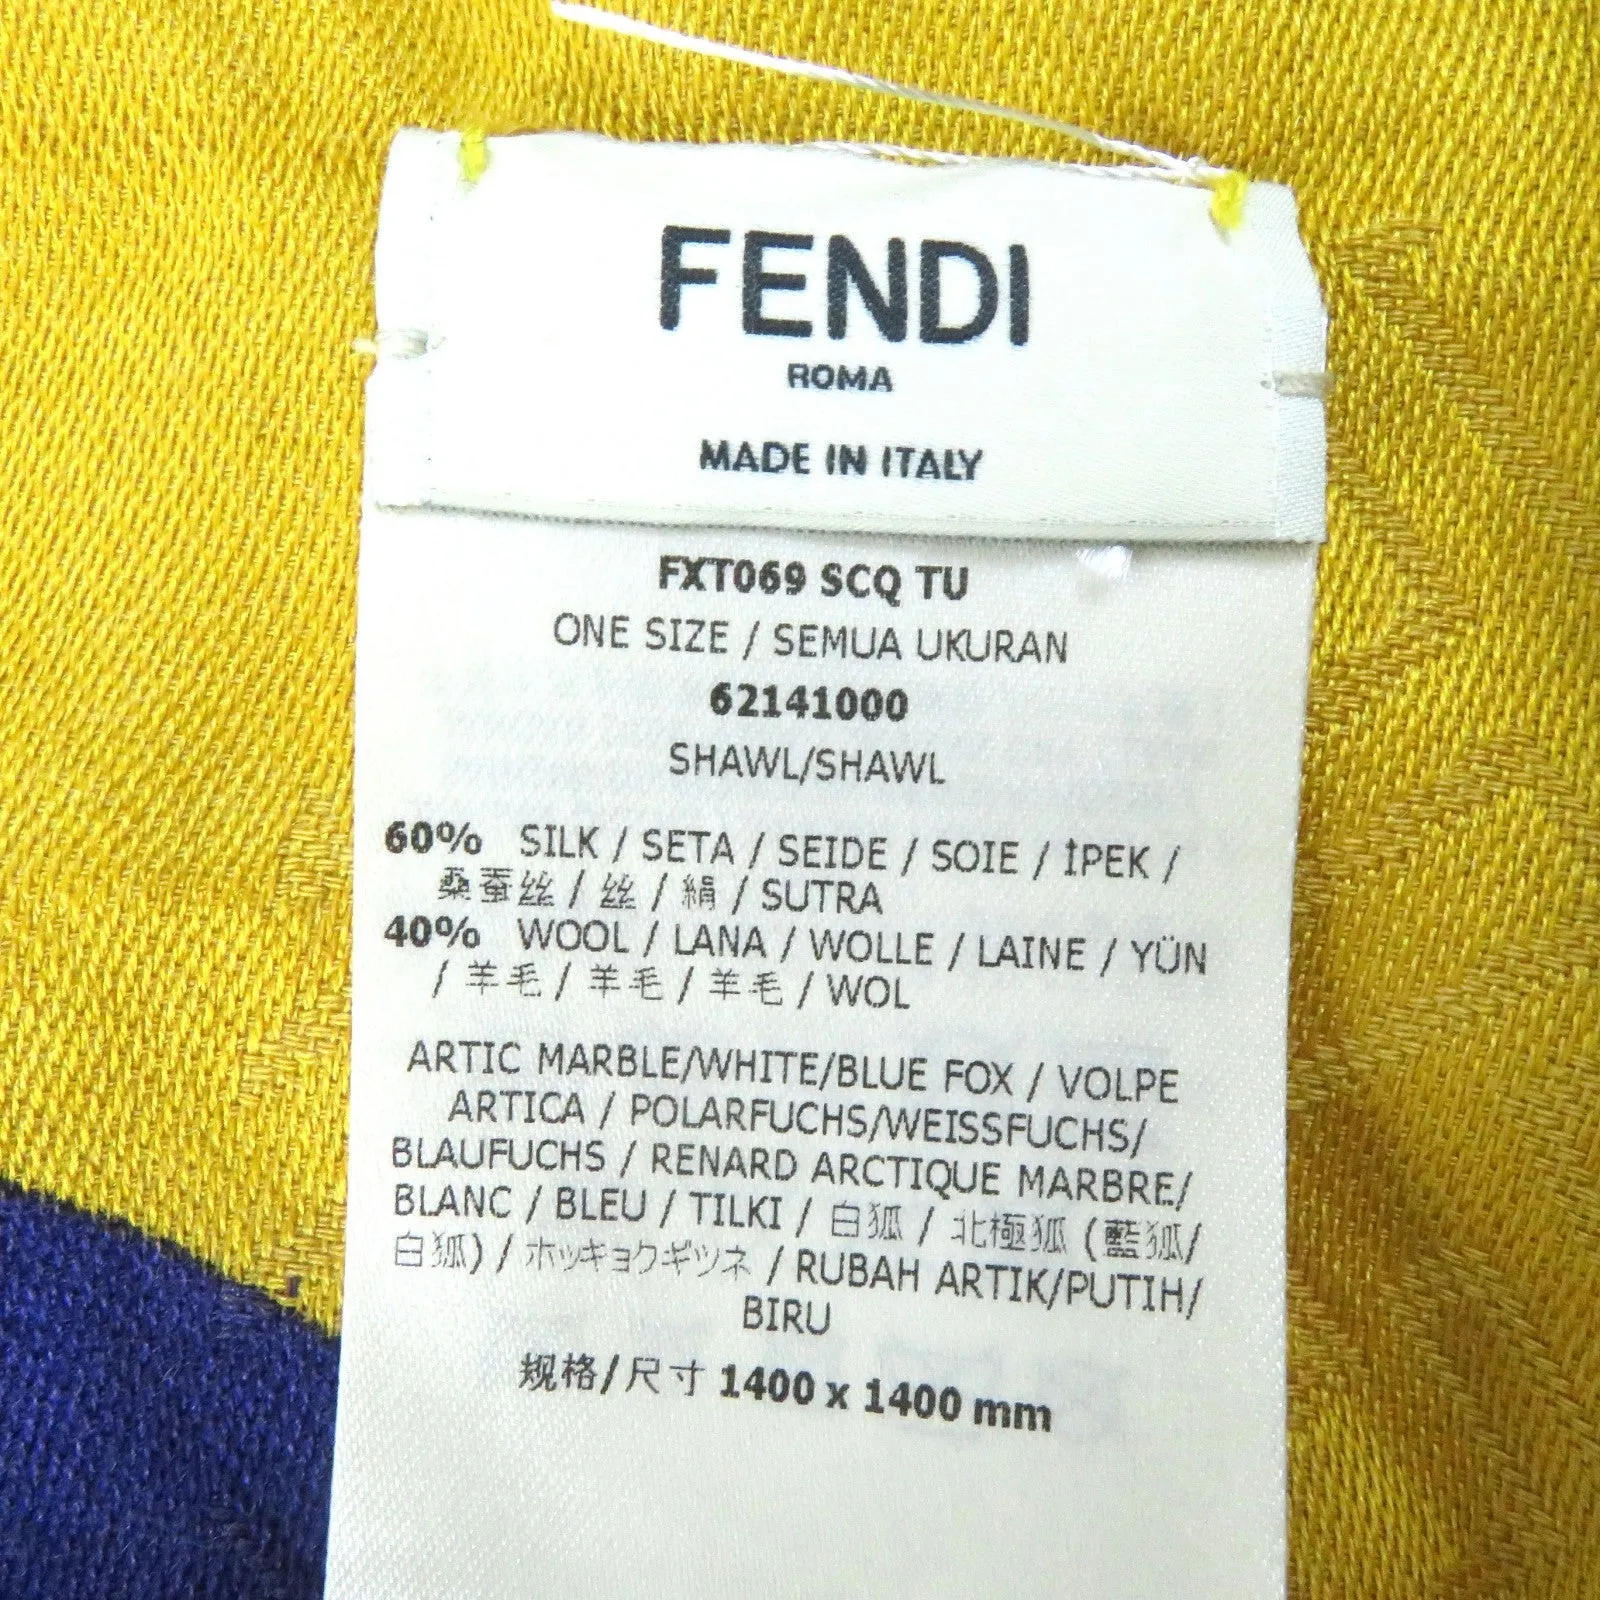 FENDI
ROMA
MADE IN ITALY
FXT069 SCQ TU
ONE SIZE / SEMUA UKURAN
62141000
SHAWL/SHAWL
60% SILK / SETA / SEIDE / SOIE / İPEK /
桑蚕丝 / 丝 / 絹 / SUTRA
40% WOOL / LANA / WOLLE / LAINE / YÜN
/ 羊毛 / 羊毛 / 羊毛 / WOL
ARTIC MARBLE/WHITE/BLUE FOX / VOLPE
ARTICA / POLARFUCHS/WEISSFUCHS/
BLAUFUCHS / RENARD ARCTIQUE MARBRE/
BLANC / BLEU / TILKI / 白狐 / 北極狐 (藍狐/
白狐) / ホッキョクギツネ / RUBAH ARTIK/PUTIH/
BIRU
规格/尺寸 1400 x 1400 mm